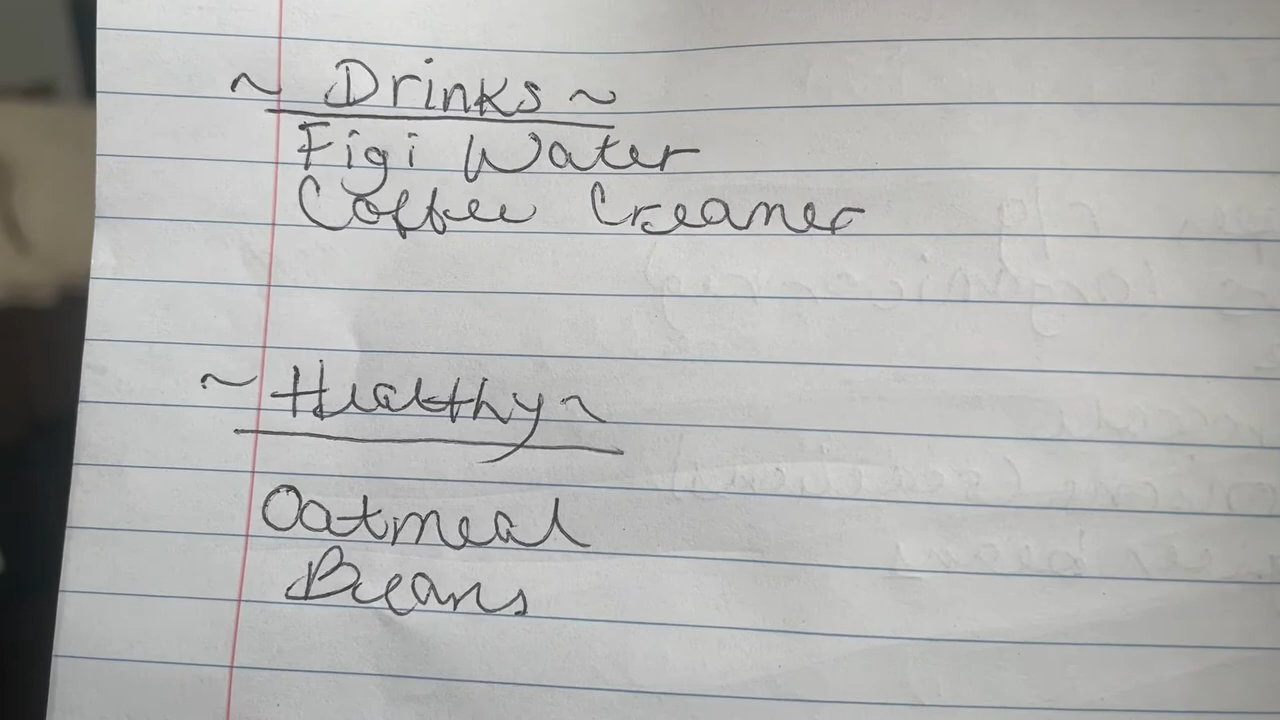 ~ Drinks ~
Figi Water
Coffee Creamer
~ Healthy ~
Oatmeal
Beans